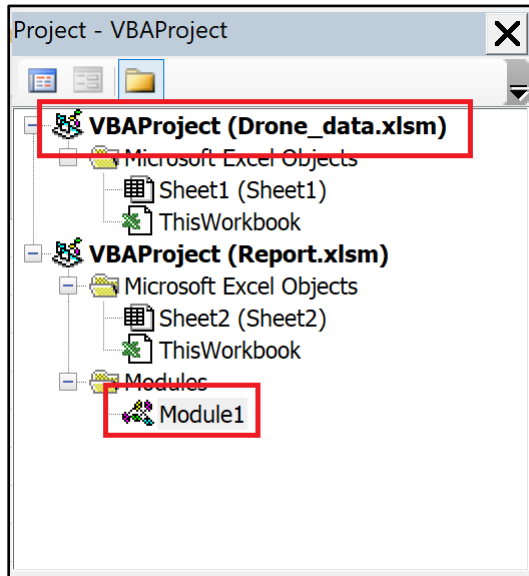 Project - VBAProject
VBAProject (Drone_data.xlsm)
Microsoft Excel Objects
Sheet1 (Sheet1)
ThisWorkbook
VBAProject (Report.xlsm)
Microsoft Excel Objects
Sheet2 (Sheet2)
ThisWorkbook
Modules
Module1